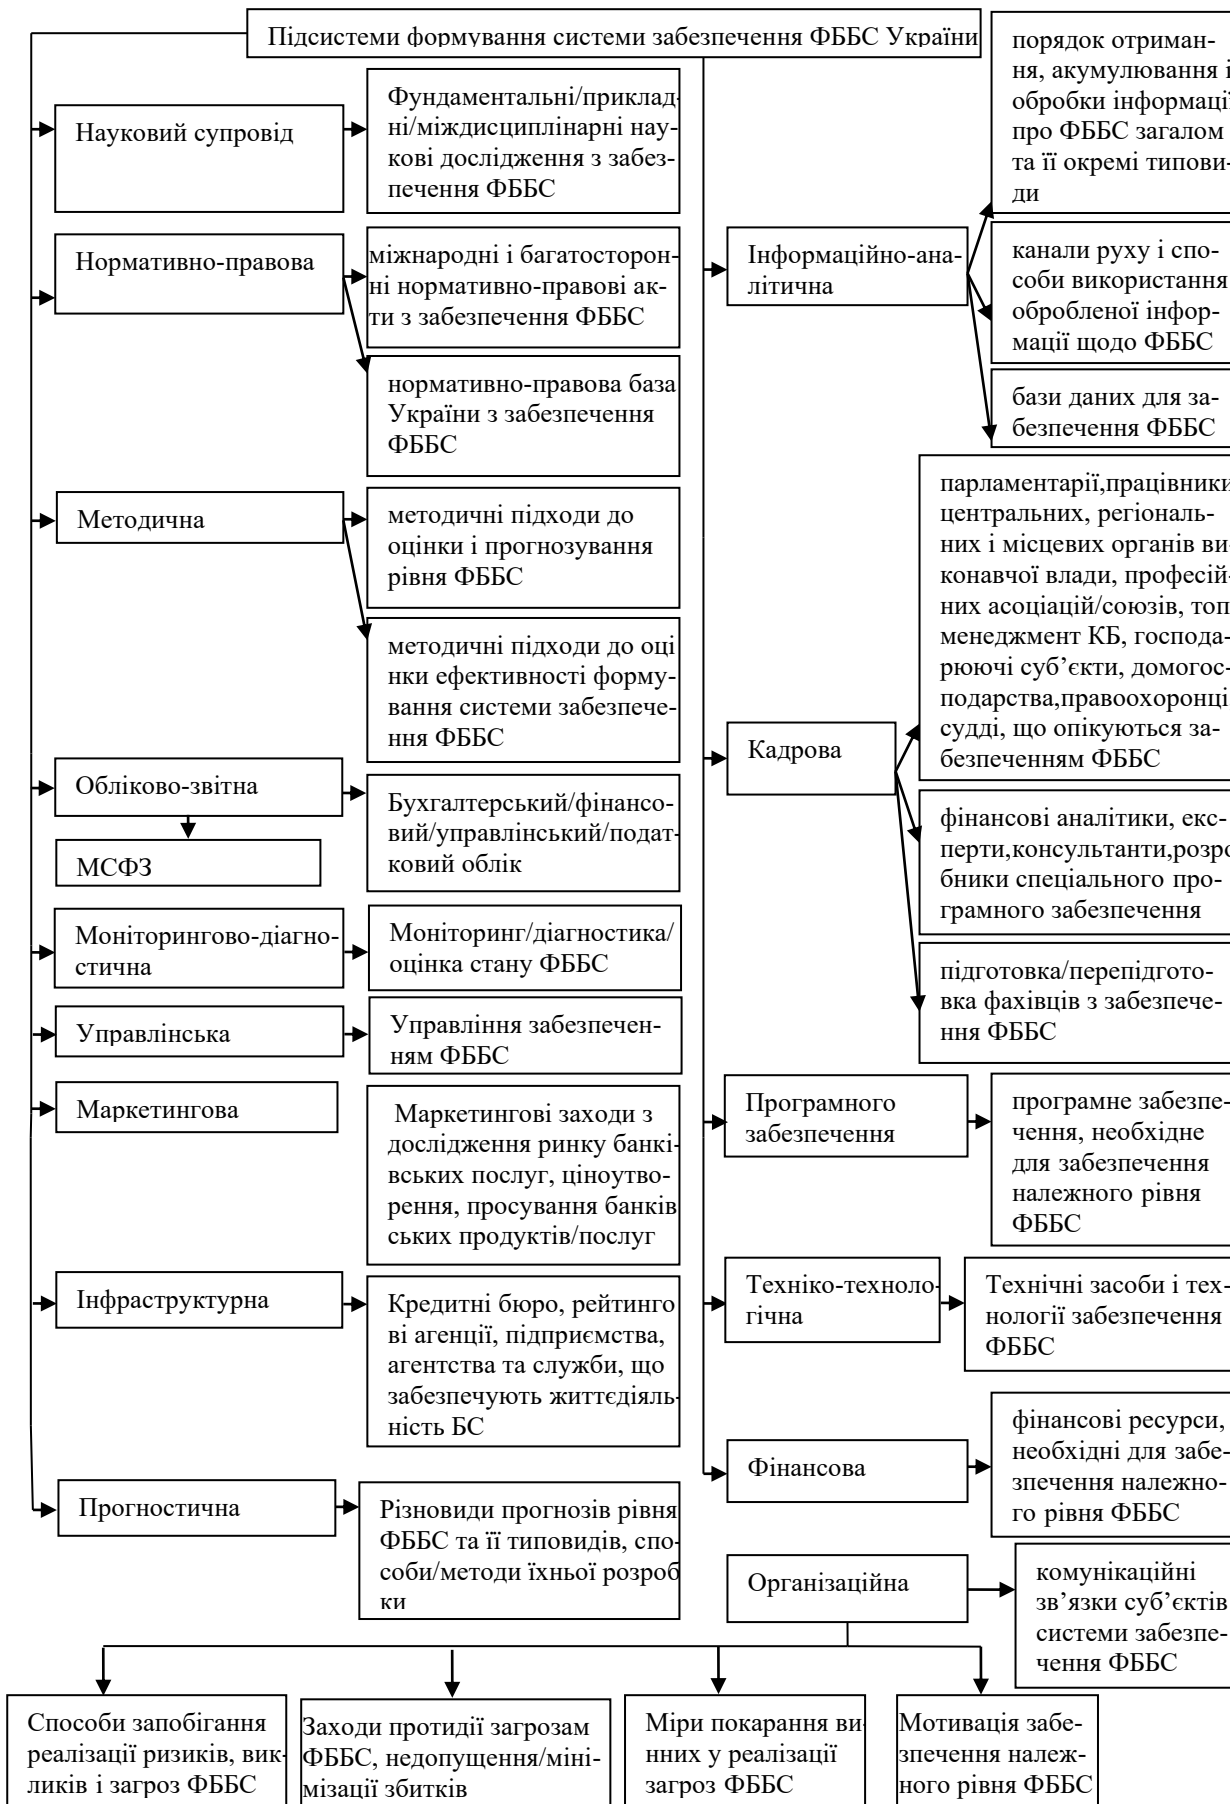 Підсистеми формування системи забезпечення ФББС України
Науковий супровід
Фундаментальні/приклад-
ні/міждисциплінарні нау-
кові дослідження з забез-
печення ФББС
Нормативно-правова
міжнародні і багатосторон-
ні нормативно-правові ак-
ти з забезпечення ФББС
нормативно-правова база
України з забезпечення
ФББС
Методична
методичні підходи до
оцінки і прогнозування
рівня ФББС
методичні підходи до оці
нки ефективності форму-
вання системи забезпече-
ння ФББС
Обліково-звітна
МСФЗ
Бухгалтерський/фінансо-
вий/управлінський/подат-
ковий облік
Моніторингово-діагно-
стична
Моніторинг/діагностика/
оцінка стану ФББС
Управлінська
Управління забезпечен-
ням ФББС
Маркетингова
Маркетингові заходи з
дослідження ринку банкі-
вських послуг, ціноутво-
рення, просування банків
ських продуктів/послуг
Інфраструктурна
Кредитні бюро, рейтинго
ві агенції, підприємства,
агентства та служби, що
забезпечують життєдіяль-
ність БС
Прогностична
Різновиди прогнозів рівня
ФББС та її типовидів, спо-
соби/методи їхньої розроб
ки
Інформаційно-ана-
літична
порядок отриман-
ня, акумулювання і
обробки інформації
про ФББС загалом
та її окремі типови-
ди
канали руху і спо-
соби використання
обробленої інфор-
мації щодо ФББС
бази даних для за-
безпечення ФББС
Кадрова
парламентарії,працівники
центральних, регіональ-
них і місцевих органів ви-
конавчої влади, професій-
них асоціацій/союзів, топ
менеджмент КБ, господа-
рюючі суб’єкти, домогос-
подарства,правоохоронці
судді, що опікуються за-
безпеченням ФББС
фінансові аналітики, екс-
перти,консультанти,розро
бники спеціального про-
грамного забезпечення
підготовка/перепідгото-
вка фахівців з забезпече-
ння ФББС
Програмного
забезпечення
програмне забезпе-
чення, необхідне
для забезпечення
належного рівня
ФББС
Техніко-техноло-
гічна
Технічні засоби і тех-
нології забезпечення
ФББС
Фінансова
фінансові ресурси,
необхідні для забе-
зпечення належно-
го рівня ФББС
Організаційна
комунікаційні
зв’язки суб’єктів
системи забезпе-
чення ФББС
Способи запобігання
реалізації ризиків, вик-
ликів і загроз ФББС
Заходи протидії загрозам
ФББС, недопущення/міні-
мізації збитків
Міри покарання ви-
нних у реалізації
загроз ФББС
Мотивація забе-
зпечення належ-
ного рівня ФББС